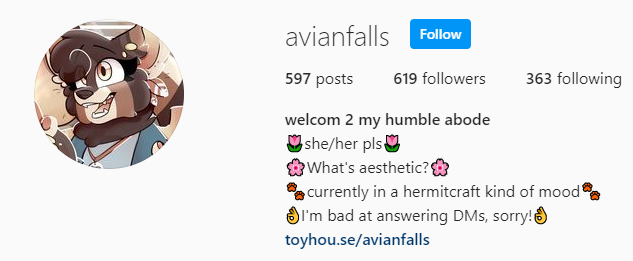 avianfalls Follow
597 posts 619 followers 363 following
welcom 2 my humble abode
🌷she/her pls🌷
🌸What's aesthetic?🌸
🐾currently in a hermitcraft kind of mood🐾
👌I'm bad at answering DMs, sorry!👌
toyhou.se/avianfalls